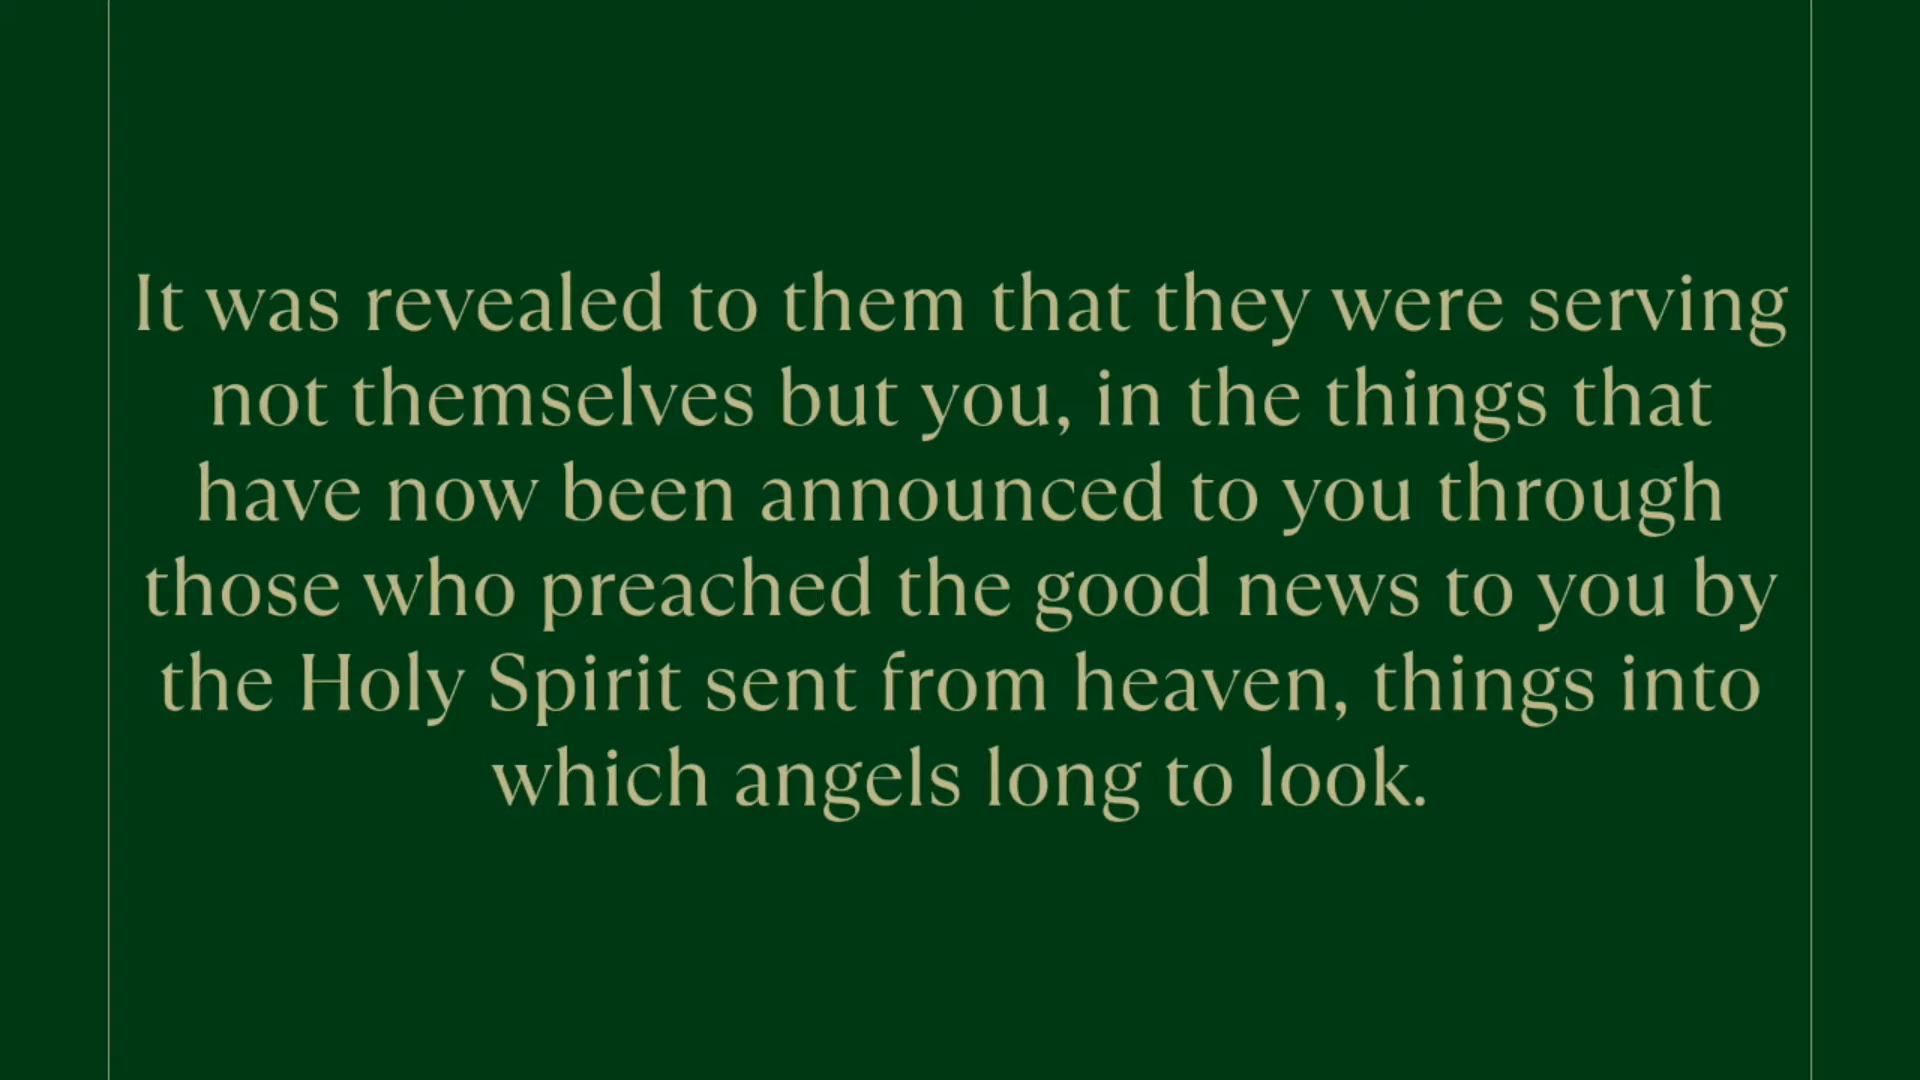 It was revealed to them that they were serving
not themselves but you, in the things that
have now been announced to you through
those who preached the good news to you by
the Holy Spirit sent from heaven, things into
which angels long to look.